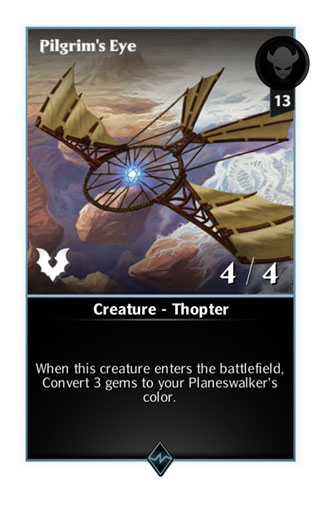 Pilgrim's Eye
13
4 / 4
Creature - Thopter
When this creature enters the battlefield,
Convert 3 gems to your Planeswalker's
color.